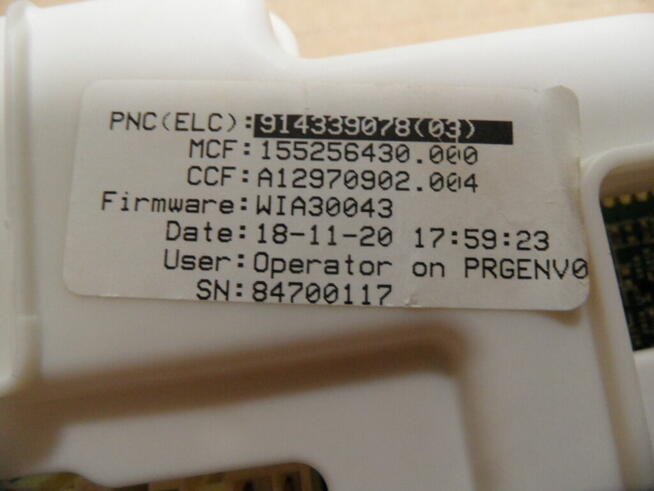 PNC(ELC):914339078(03)
MCF:155256430.000
CCF:A12970902.004
Firmware:WIA30043
Date:18-11-20 17:59:23
User:Operator on PRGENV0
SN:84700117